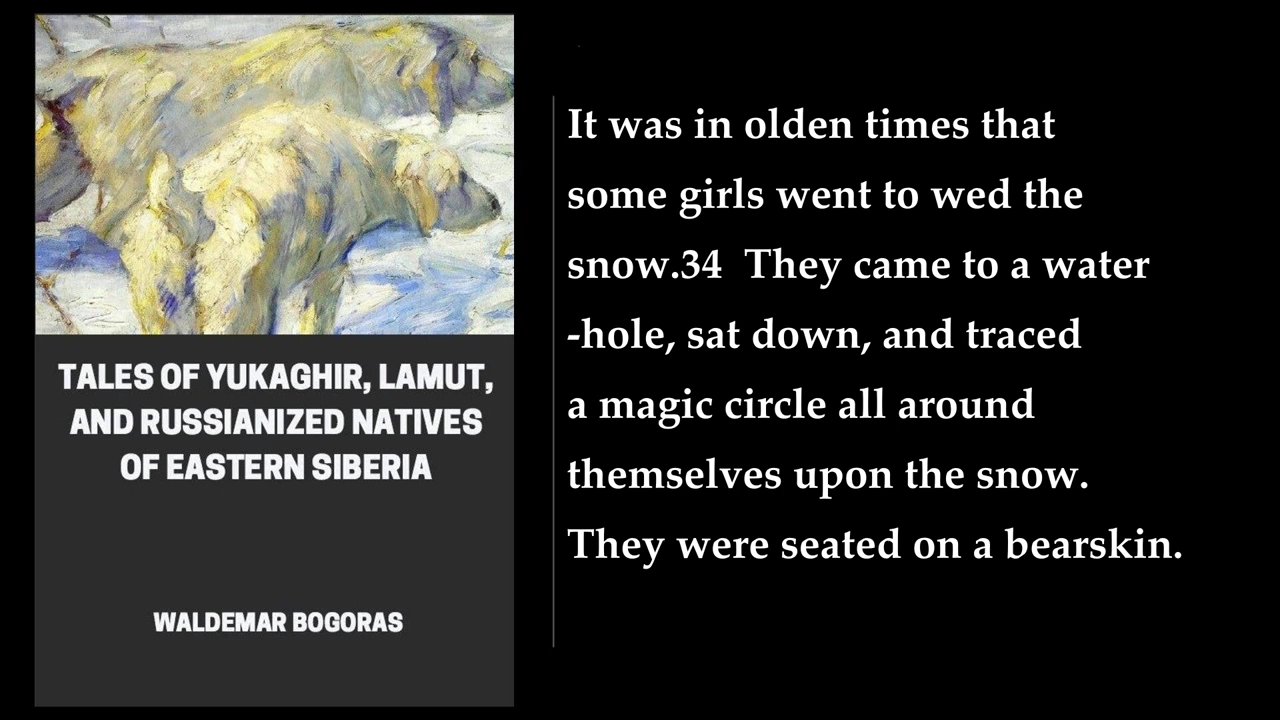 TALES OF YUKAGHIR, LAMUT,
AND RUSSIANIZED NATIVES
OF EASTERN SIBERIA
WALDEMAR BOGORAS
It was in olden times that
some girls went to wed the
snow.34  They came to a water
-hole, sat down, and traced
a magic circle all around
themselves upon the snow.
They were seated on a bearskin.